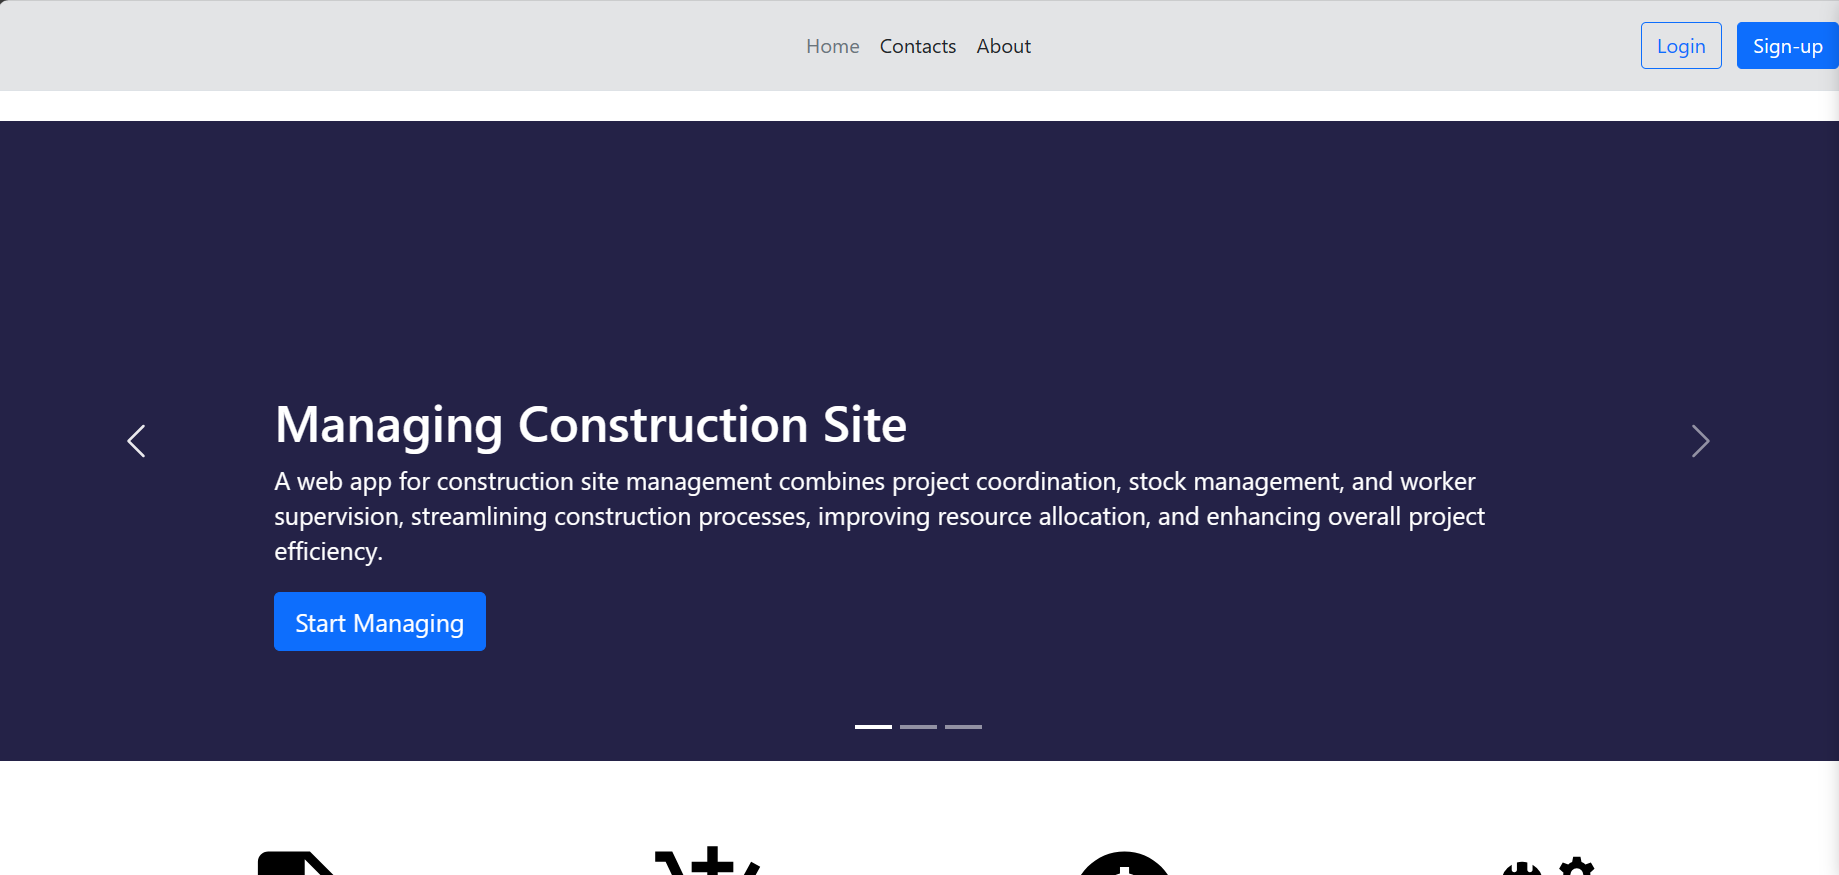 Home Contacts About Login Sign-up
Managing Construction Site
A web app for construction site management combines project coordination, stock management, and worker
supervision, streamlining construction processes, improving resource allocation, and enhancing overall project
efficiency.
Start Managing